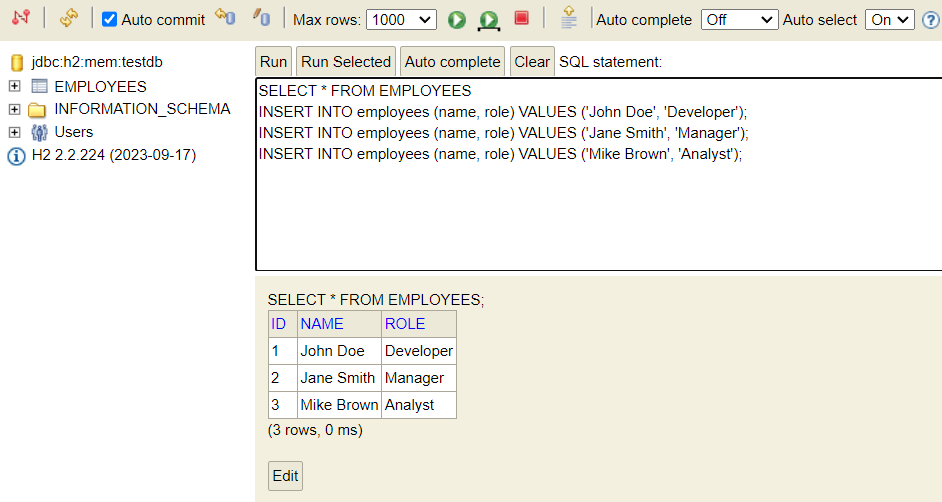 Auto commit Max rows: 1000 Auto complete Off Auto select On ?
jdbc:h2:mem:testdb
EMPLOYEES
INFORMATION_SCHEMA
Users
H2 2.2.224 (2023-09-17)
Run Run Selected Auto complete Clear SQL statement:
SELECT * FROM EMPLOYEES
INSERT INTO employees (name, role) VALUES ('John Doe', 'Developer');
INSERT INTO employees (name, role) VALUES ('Jane Smith', 'Manager');
INSERT INTO employees (name, role) VALUES ('Mike Brown', 'Analyst');
SELECT * FROM EMPLOYEES;
ID NAME ROLE
1 John Doe Developer
2 Jane Smith Manager
3 Mike Brown Analyst
(3 rows, 0 ms)
Edit